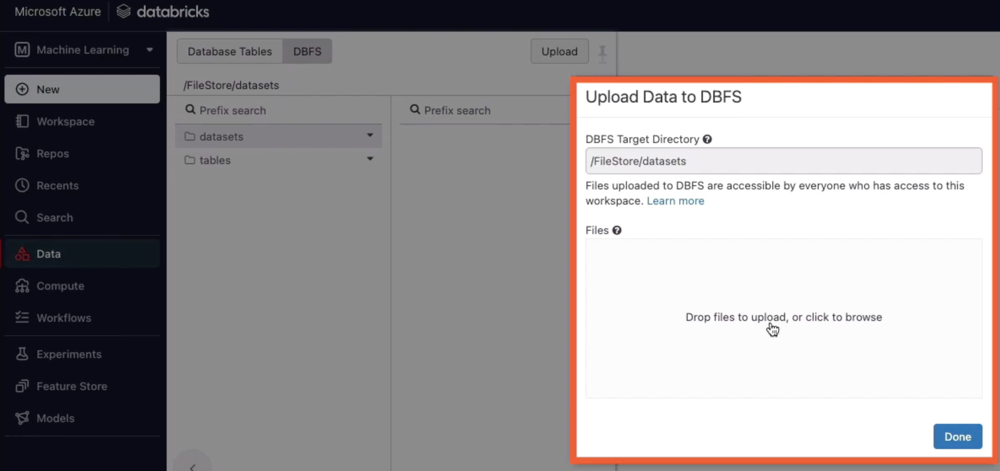 Microsoft Azure
databricks
Machine Learning
New
Workspace
Repos
Recents
Search
Data
Compute
Workflows
Experiments
Feature Store
Models
Database Tables
DBFS
Upload
/FileStore/datasets
Prefix search
datasets
tables
Prefix search
Upload Data to DBFS
DBFS Target Directory
/FileStore/datasets
Files uploaded to DBFS are accessible by everyone who has access to this
workspace. Learn more
Files
Drop files to upload, or click to browse
Done